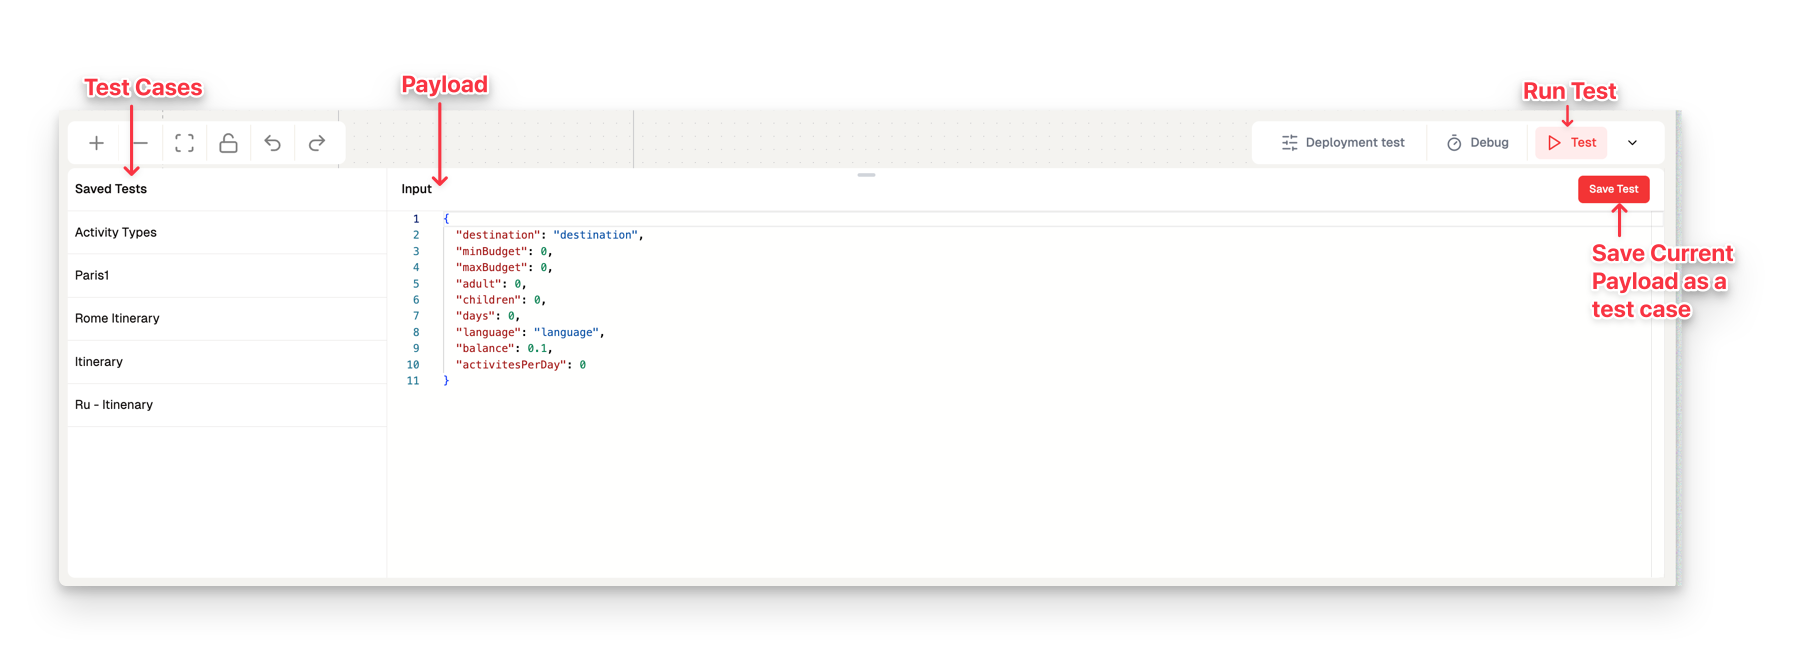 Test Cases
Payload
Run Test
Deployment test
Debug
Test
Saved Tests
Input
Save Test
Activity Types
Paris1
Rome Itinerary
Itinerary
Ru - Itinenary
1 {
2 "destination": "destination",
3 "minBudget": 0,
4 "maxBudget": 0,
5 "adult": 0,
6 "children": 0,
7 "days": 0,
8 "language": "language",
9 "balance": 0.1,
10 "activitesPerDay": 0
11 }
Save Current
Payload as a
test case